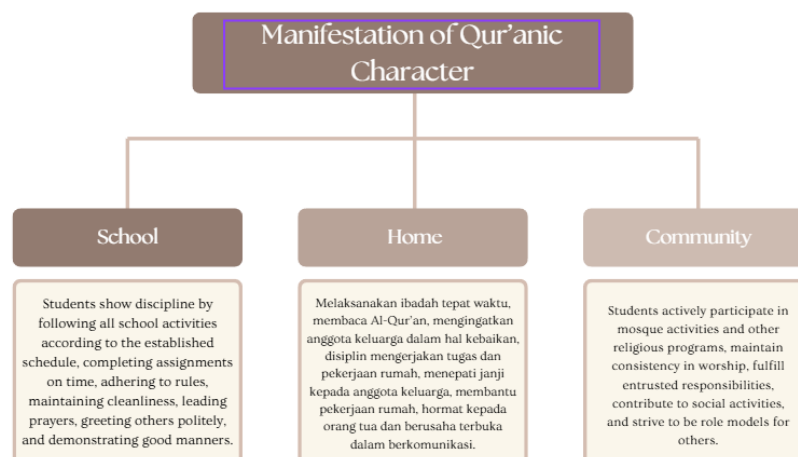 Manifestation of Qur'anic
Character
School
Students show discipline by
following all school activities
according to the established
schedule, completing assignments
on time, adhering to rules,
maintaining cleanliness, leading
prayers, greeting others politely,
and demonstrating good manners.
Home
Melaksanakan ibadah tepat waktu,
membaca Al-Qur'an, mengingatkan
anggota keluarga dalam hal kebaikan,
disiplin mengerjakan tugas dan
pekerjaan rumah, menepati janji
kepada anggota keluarga, membantu
pekerjaan rumah, hormat kepada
orang tua dan berusaha terbuka
dalam berkomunikasi.
Community
Students actively participate in
mosque activities and other
religious programs, maintain
consistency in worship, fulfill
entrusted responsibilities,
contribute to social activities,
and strive to be role models for
others.